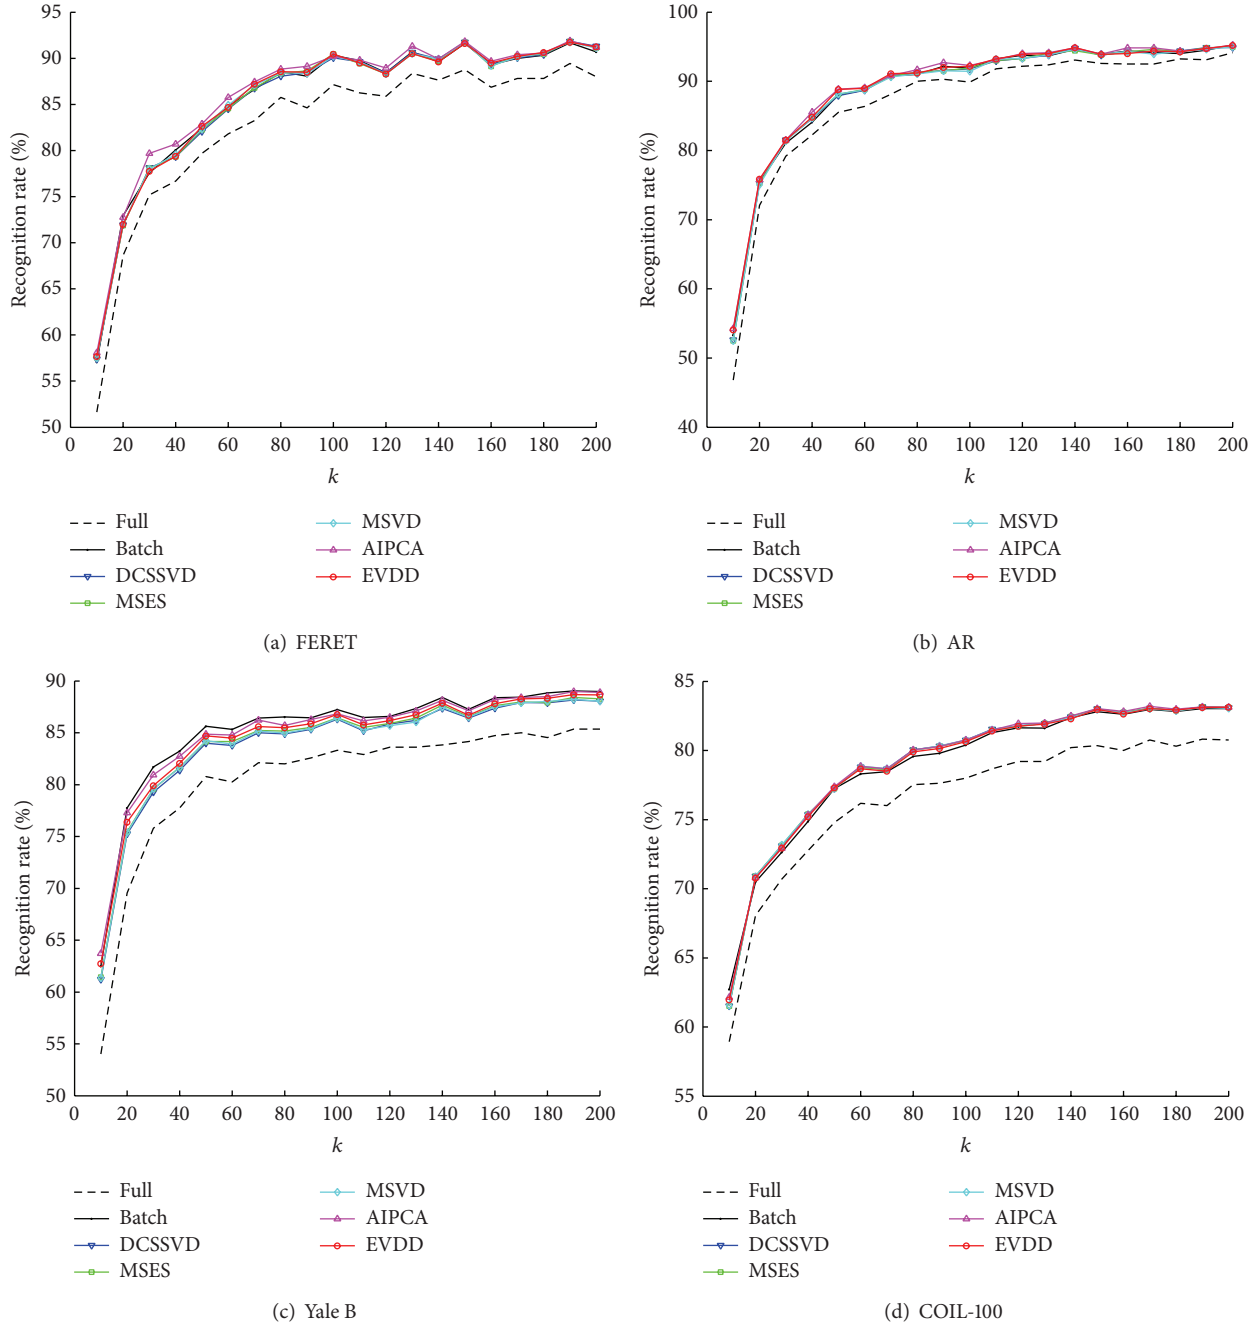 95
90
85
80
75
70
65
60
55
50
Recognition rate (%)
0 20 40 60 80 100 120 140 160 180 200
k
Full
Batch
DCSSVD
MSES
MSVD
AIPCA
EVDD
(a) FERET
100
90
80
70
60
50
40
Recognition rate (%)
0 20 40 60 80 100 120 140 160 180 200
k
Full
Batch
DCSSVD
MSES
MSVD
AIPCA
EVDD
(b) AR
90
85
80
75
70
65
60
55
50
Recognition rate (%)
0 20 40 60 80 100 120 140 160 180 200
k
Full
Batch
DCSSVD
MSES
MSVD
AIPCA
EVDD
(c) Yale B
85
80
75
70
65
60
55
Recognition rate (%)
0 20 40 60 80 100 120 140 160 180 200
k
Full
Batch
DCSSVD
MSES
MSVD
AIPCA
EVDD
(d) COIL-100